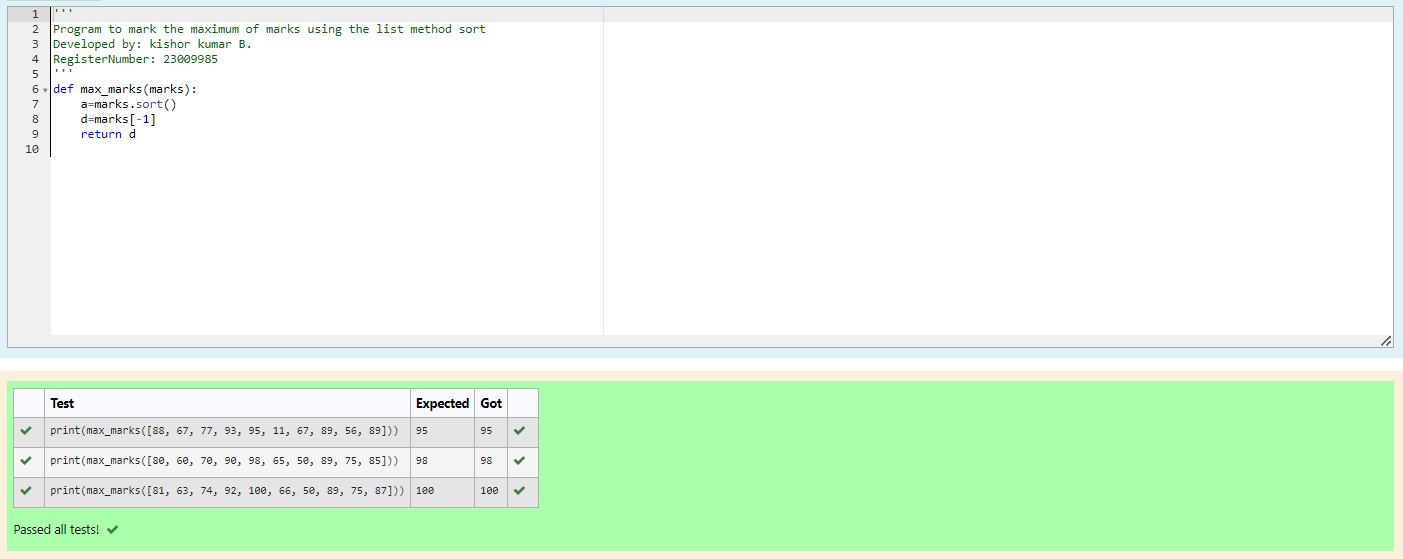 1 '''
2 Program to mark the maximum of marks using the list method sort
3 Developed by: kishor kumar B.
4 RegisterNumber: 23009985
5 '''
6 def max_marks(marks):
7     a=marks.sort()
8     d=marks[-1]
9     return d
10
Test Expected Got
print(max_marks([88, 67, 77, 93, 95, 11, 67, 89, 56, 89])) 95 95
print(max_marks([80, 60, 70, 90, 98, 65, 50, 89, 75, 85])) 98 98
print(max_marks([81, 63, 74, 92, 100, 66, 50, 89, 75, 87])) 100 100
Passed all tests!